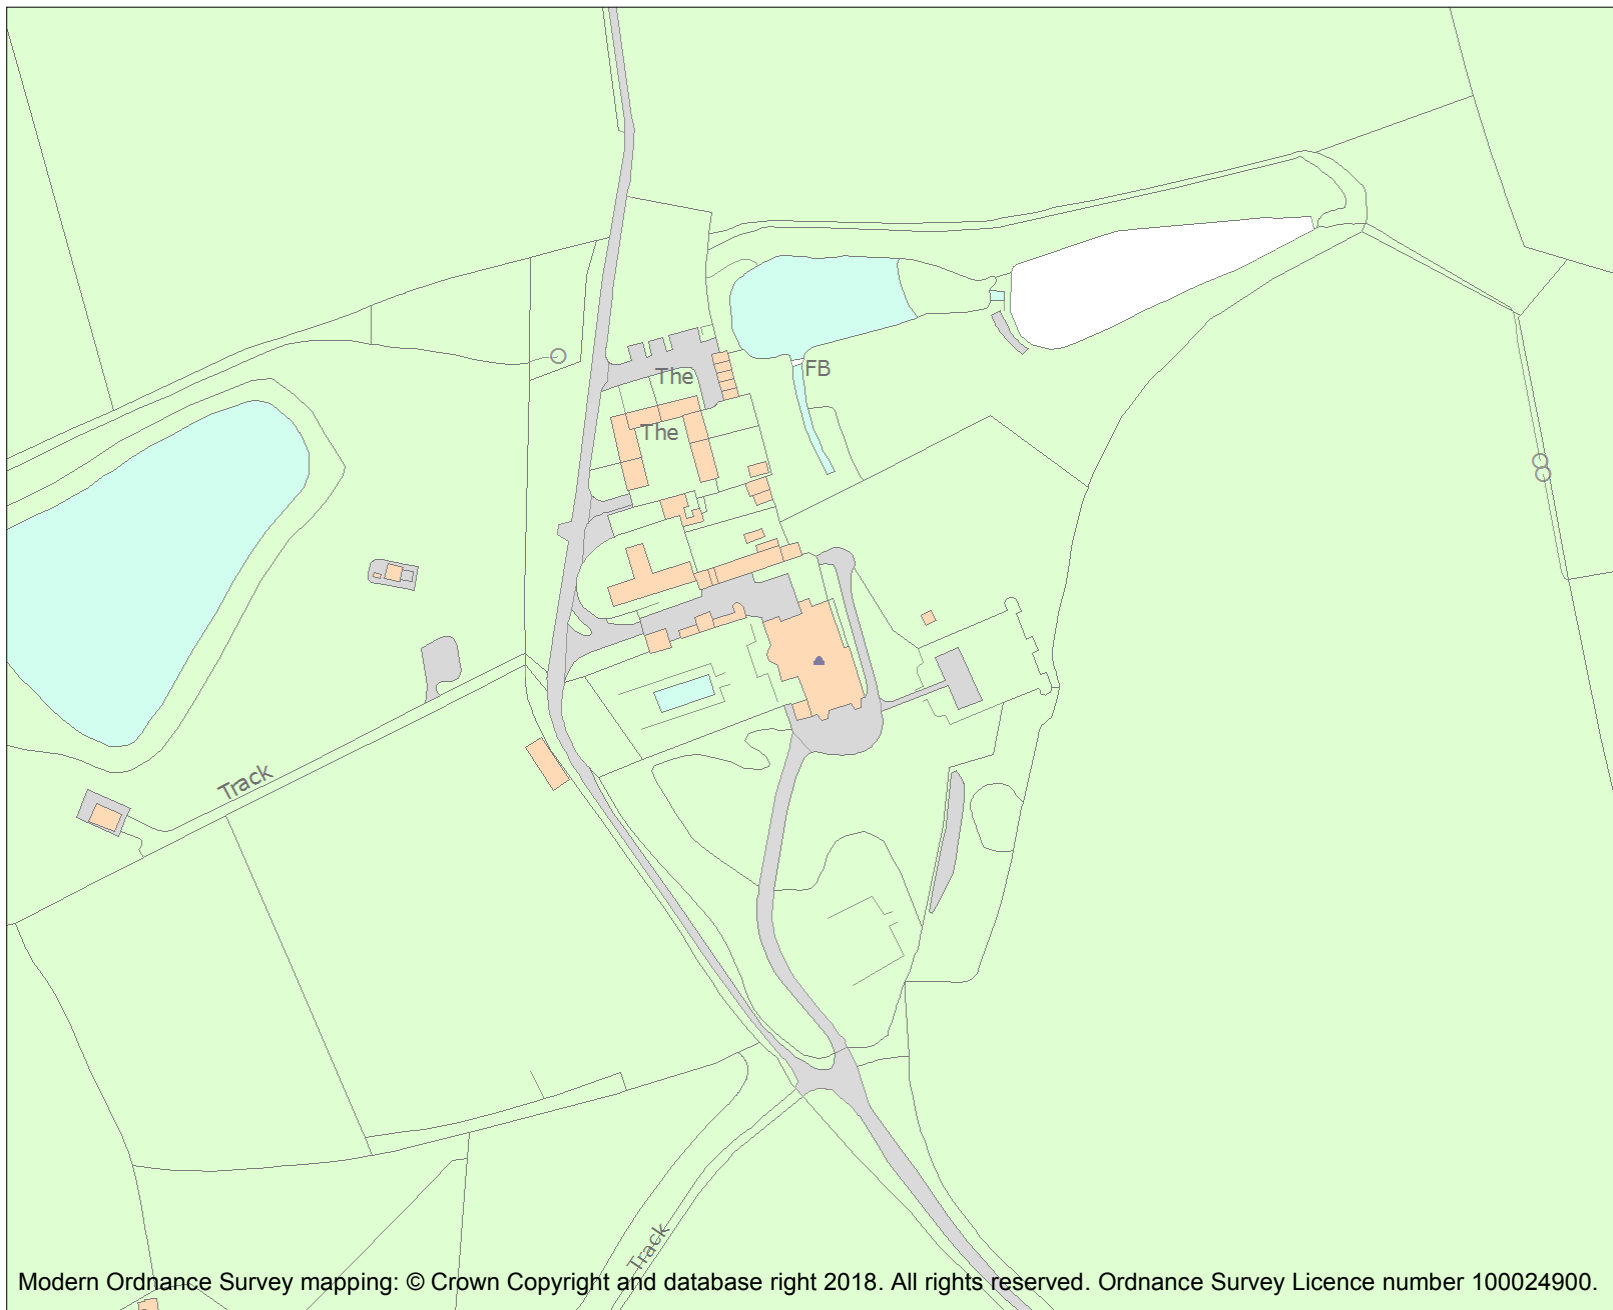 The
FB
The
Track
Track
Modern Ordnance Survey mapping: © Crown Copyright and database right 2018. All rights reserved. Ordnance Survey Licence number 100024900.